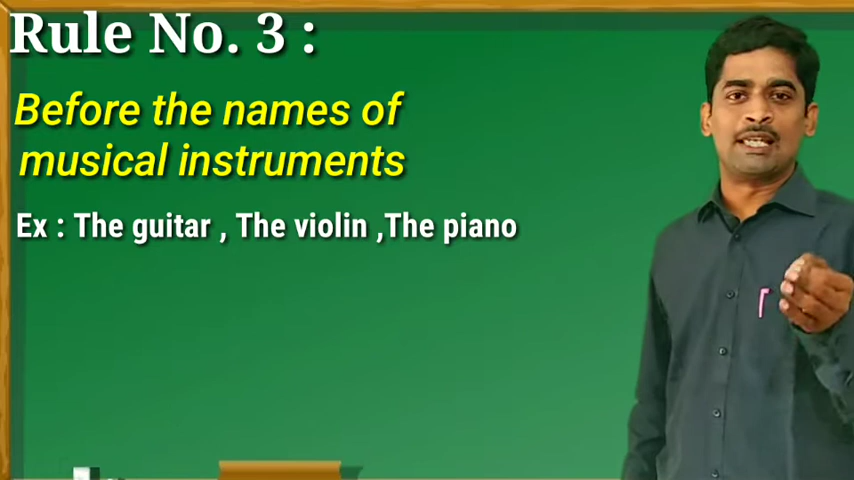 Rule No. 3 :
Before the names of
musical instruments
Ex : The guitar , The violin ,The piano